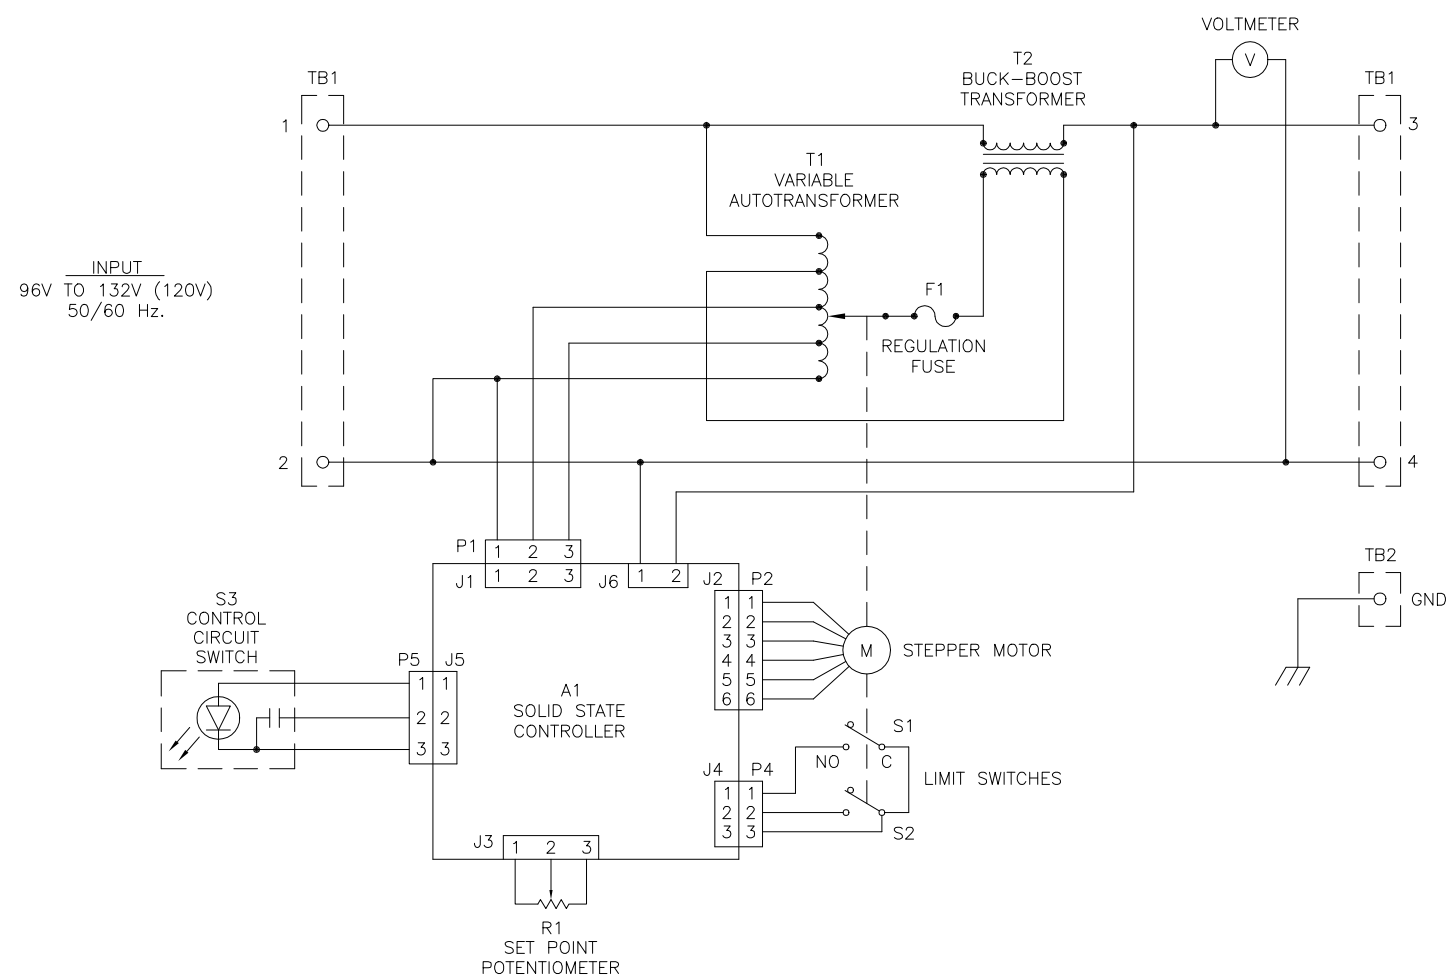 VOLTMETER
V
T2
BUCK-BOOST
TRANSFORMER
TB1
1
2
TB1
3
4
T1
VARIABLE
AUTOTRANSFORMER
INPUT
96V TO 132V (120V)
50/60 Hz.
F1
REGULATION
FUSE
TB2
GND
P1 1 2 3
J1 1 2 3
J6 1 2
J2 P2
1 1
2 2
3 3
4 4
5 5
6 6
M STEPPER MOTOR
S3
CONTROL
CIRCUIT
SWITCH
P5 J5
1 1
2 2
3 3
A1
SOLID STATE
CONTROLLER
S1
NO C
LIMIT SWITCHES
S2
J4 P4
1 1
2 2
3 3
J3 1 2 3
R1
SET POINT
POTENTIOMETER